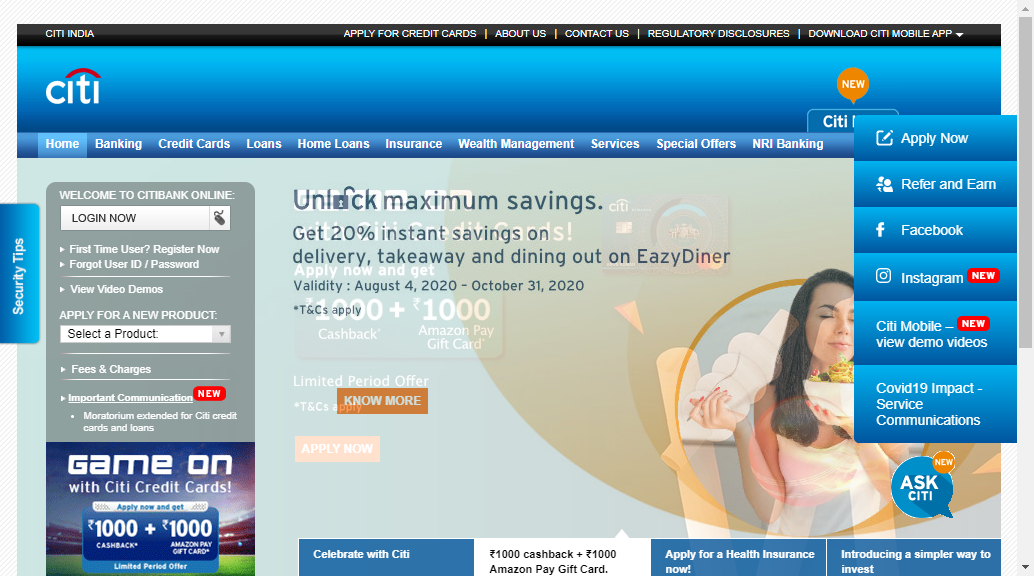 CITI INDIA
APPLY FOR CREDIT CARDS | ABOUT US | CONTACT US | REGULATORY DISCLOSURES | DOWNLOAD CITI MOBILE APP
citi
NEW
Citi
Home Banking Credit Cards Loans Home Loans Insurance Wealth Management Services Special Offers NRI Banking
Apply Now
Refer and Earn
Facebook
Instagram NEW
Citi Mobile – NEW
view demo videos
Covid19 Impact -
Service
Communications
Security Tips
WELCOME TO CITIBANK ONLINE:
LOGIN NOW
First Time User? Register Now
Forgot User ID / Password
View Video Demos
APPLY FOR A NEW PRODUCT:
Select a Product:
Fees & Charges
Important Communication NEW
Moratorium extended for Citi credit
cards and loans
GAME ON
with Citi Credit Cards!
Apply now and get
₹1000 + ₹1000
CASHBACK* AMAZON PAY
GIFT CARD*
Limited Period Offer
Unlock maximum savings.
with Citi Credit Cards!
Get 20% instant savings on
delivery, takeaway and dining out on EazyDiner
Apply now and get
Validity : August 4, 2020 – October 31, 2020
*T&Cs apply
₹1000 + ₹1000
Cashback* Amazon Pay
Gift Card*
Limited Period Offer
*T&Cs apply
KNOW MORE
APPLY NOW
citi
NEW
ASK
CITI
Celebrate with Citi
₹1000 cashback + ₹1000
Amazon Pay Gift Card.
Apply for a Health Insurance
now!
Introducing a simpler way to
invest